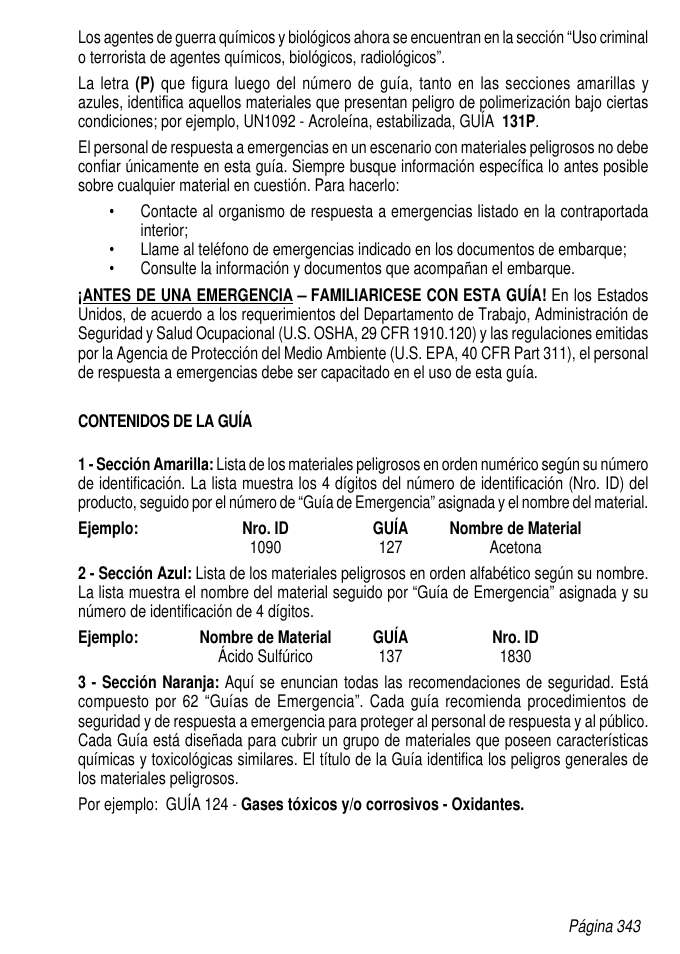 Los agentes de guerra químicos y biológicos ahora se encuentran en la sección “Uso criminal
o terrorista de agentes químicos, biológicos, radiológicos”.
La letra (P) que figura luego del número de guía, tanto en las secciones amarillas y
azules, identifica aquellos materiales que presentan peligro de polimerización bajo ciertas
condiciones; por ejemplo, UN1092 - Acroleína, estabilizada, GUÍA 131P.
El personal de respuesta a emergencias en un escenario con materiales peligrosos no debe
confiar únicamente en esta guía. Siempre busque información específica lo antes posible
sobre cualquier material en cuestión. Para hacerlo:
• Contacte al organismo de respuesta a emergencias listado en la contraportada
interior;
• Llame al teléfono de emergencias indicado en los documentos de embarque;
• Consulte la información y documentos que acompañan el embarque.
¡ANTES DE UNA EMERGENCIA – FAMILIARICESE CON ESTA GUÍA! En los Estados
Unidos, de acuerdo a los requerimientos del Departamento de Trabajo, Administración de
Seguridad y Salud Ocupacional (U.S. OSHA, 29 CFR 1910.120) y las regulaciones emitidas
por la Agencia de Protección del Medio Ambiente (U.S. EPA, 40 CFR Part 311), el personal
de respuesta a emergencias debe ser capacitado en el uso de esta guía.
CONTENIDOS DE LA GUÍA
1 - Sección Amarilla: Lista de los materiales peligrosos en orden numérico según su número
de identificación. La lista muestra los 4 dígitos del número de identificación (Nro. ID) del
producto, seguido por el número de “Guía de Emergencia” asignada y el nombre del material.
Ejemplo: Nro. ID GUÍA Nombre de Material
1090 127 Acetona
2 - Sección Azul: Lista de los materiales peligrosos en orden alfabético según su nombre.
La lista muestra el nombre del material seguido por “Guía de Emergencia” asignada y su
número de identificación de 4 dígitos.
Ejemplo: Nombre de Material GUÍA Nro. ID
Ácido Sulfúrico 137 1830
3 - Sección Naranja: Aquí se enuncian todas las recomendaciones de seguridad. Está
compuesto por 62 “Guías de Emergencia”. Cada guía recomienda procedimientos de
seguridad y de respuesta a emergencia para proteger al personal de respuesta y al público.
Cada Guía está diseñada para cubrir un grupo de materiales que poseen características
químicas y toxicológicas similares. El título de la Guía identifica los peligros generales de
los materiales peligrosos.
Por ejemplo: GUÍA 124 - Gases tóxicos y/o corrosivos - Oxidantes.
Página 343